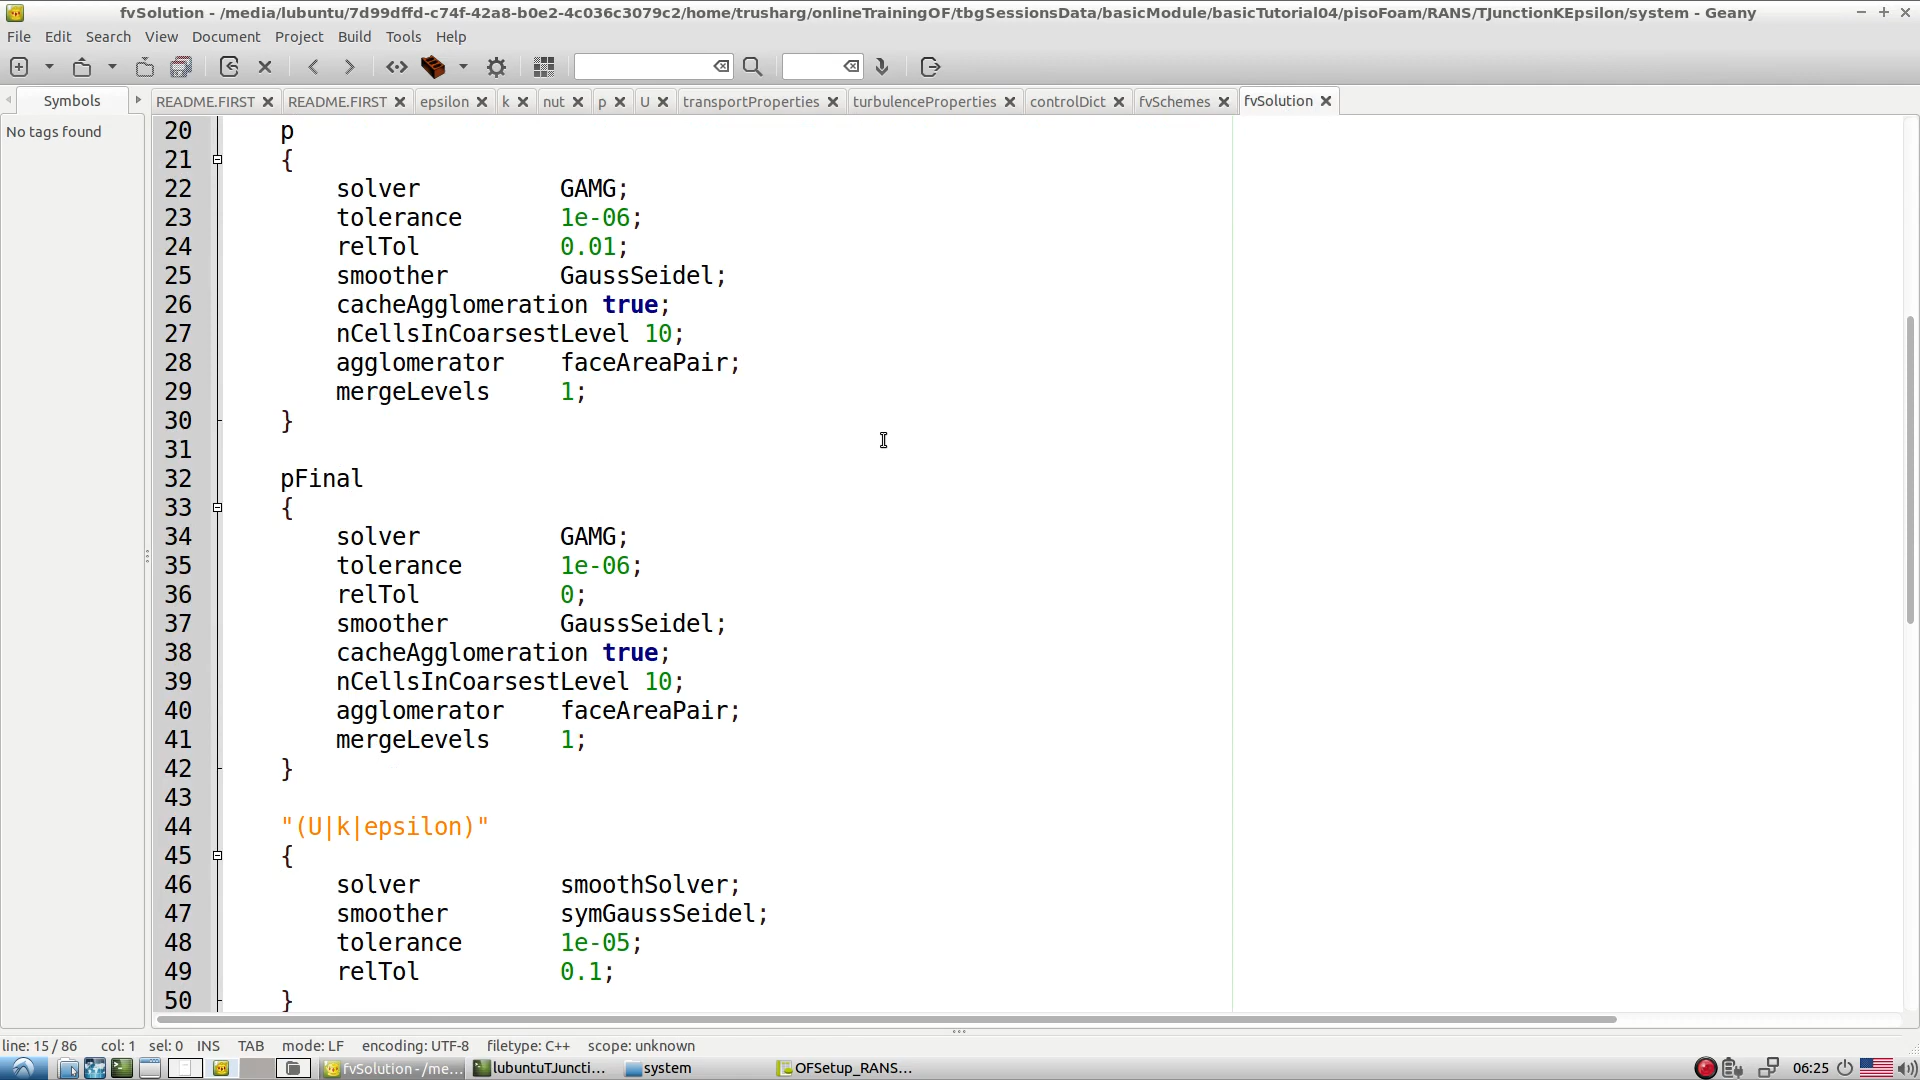 fvSolution - /media/lubuntu/7d99dffd-c74f-42a8-b0e2-4c036c3079c2/home/trusharg/onlineTrainingOF/tbgSessionsData/basicModule/basicTutorial04/pisoFoam/RANS/TJunctionKEpsilon/system - Geany
File Edit Search View Document Project Build Tools Help
Symbols README.FIRST README.FIRST epsilon k nut p U transportProperties turbulenceProperties controlDict fvSchemes fvSolution
No tags found
20 p
21 {
22 solver GAMG;
23 tolerance 1e-06;
24 relTol 0.01;
25 smoother GaussSeidel;
26 cacheAgglomeration true;
27 nCellsInCoarsestLevel 10;
28 agglomerator faceAreaPair;
29 mergeLevels 1;
30 }
31
32 pFinal
33 {
34 solver GAMG;
35 tolerance 1e-06;
36 relTol 0;
37 smoother GaussSeidel;
38 cacheAgglomeration true;
39 nCellsInCoarsestLevel 10;
40 agglomerator faceAreaPair;
41 mergeLevels 1;
42 }
43
44 "(U|k|epsilon)"
45 {
46 solver smoothSolver;
47 smoother symGaussSeidel;
48 tolerance 1e-05;
49 relTol 0.1;
50 }
line: 15 / 86 col: 1 sel: 0 INS TAB mode: LF encoding: UTF-8 filetype: C++ scope: unknown
fvSolution - /me... lubuntuTJuncti... system OFSetup_RANS... 06:25